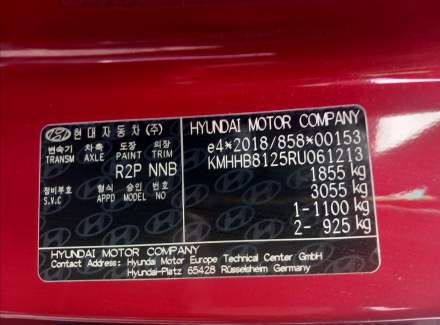 현대자동차(주)
변속기 차축 도장 의장
TRANSM AXLE PAINT TRIM
R2P NNB
정비부호 형식 승인 번호
S.V.C APPD MODEL NO
HYUNDAI MOTOR COMPANY
e4*2018/858*00153
KMHHB8125RU061213
1855 kg
3055 kg
1-1100 kg
2- 925 kg
HYUNDAI MOTOR COMPANY
Contact Address: Hyundai Motor Europe Technical Center GmbH
Hyundai-Platz 65428 Rüsselsheim Germany